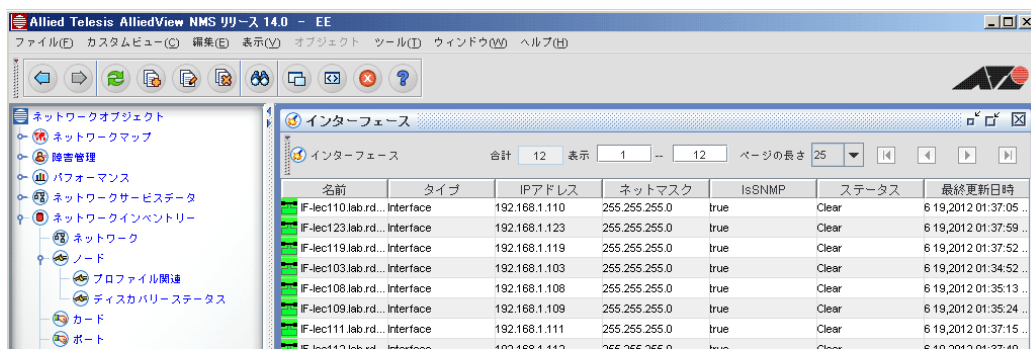 Allied Telesis AlliedView NMS リリース 14.0 - EE
ファイル(F) カスタムビュー(C) 編集(E) 表示(V) オブジェクト ツール(T) ウィンドウ(W) ヘルプ(H)
ネットワークオブジェクト
ネットワークマップ
障害管理
パフォーマンス
ネットワークサービスデータ
ネットワークインベントリー
ネットワーク
ノード
プロファイル関連
ディスカバリーステータス
カード
ポート
インターフェース
インターフェース 合計 12 表示 1 -- 12 ページの長さ 25
名前 タイプ IPアドレス ネットマスク IsSNMP ステータス 最終更新日時
IF-lec110.lab.rd... Interface 192.168.1.110 255.255.255.0 true Clear 6 19,2012 01:37:05 ...
IF-lec123.lab.rd... Interface 192.168.1.123 255.255.255.0 true Clear 6 19,2012 01:37:59 ...
IF-lec119.lab.rd... Interface 192.168.1.119 255.255.255.0 true Clear 6 19,2012 01:37:52 ...
IF-lec103.lab.rd... Interface 192.168.1.103 255.255.255.0 true Clear 6 19,2012 01:34:52 ...
IF-lec108.lab.rd... Interface 192.168.1.108 255.255.255.0 true Clear 6 19,2012 01:35:13 ...
IF-lec109.lab.rd... Interface 192.168.1.109 255.255.255.0 true Clear 6 19,2012 01:35:24 ...
IF-lec111.lab.rd... Interface 192.168.1.111 255.255.255.0 true Clear 6 19,2012 01:37:15 ...